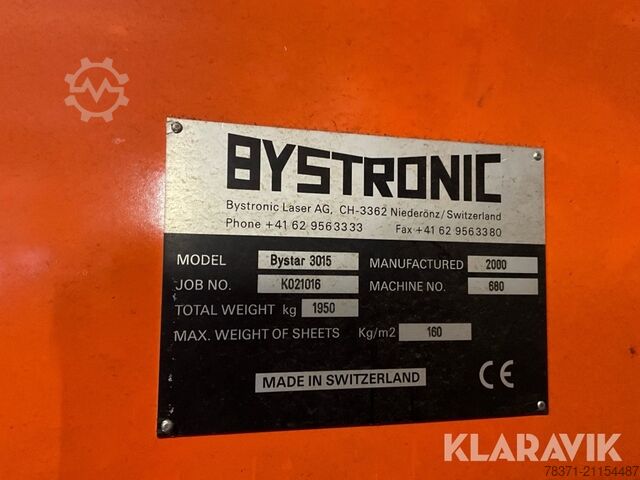 BYSTRONIC
Bystronic Laser AG, CH-3362 Niederönz/Switzerland
Phone +41 62 9563333 Fax +41 62 9563380
MODEL Bystar 3015 MANUFACTURED 2000
JOB NO. K021016 MACHINE NO. 680
TOTAL WEIGHT kg 1950
MAX. WEIGHT OF SHEETS Kg/m2 160
MADE IN SWITZERLAND CE
KLARAVIK
78371-21154487